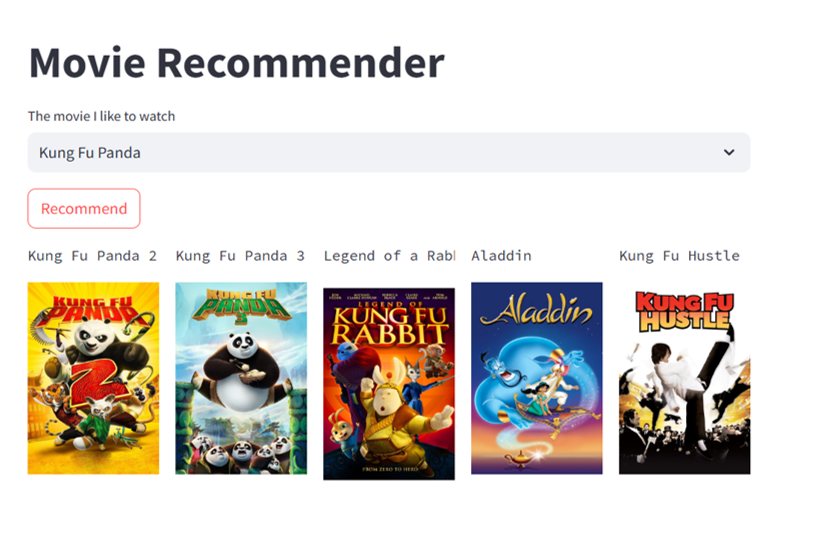 Movie Recommender
The movie I like to watch
Kung Fu Panda
Recommend
Kung Fu Panda 2
Kung Fu Panda 3
Legend of a Rabb
Aladdin
Kung Fu Hustle
KUNG FU
PANDA
2
KUNG FU
PANDA
3
LEGEND OF
KUNG FU
RABBIT
FROM ZERO TO HERO
Aladdin
KUNG FU
HUSTLE